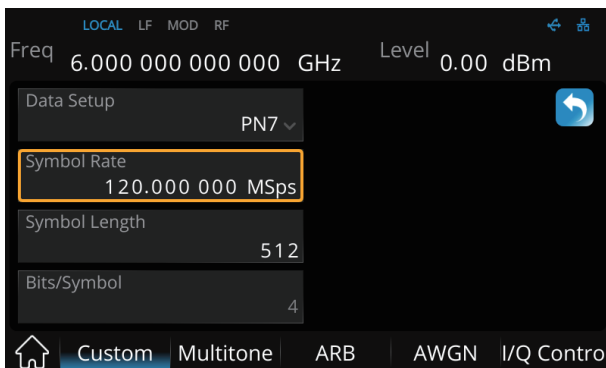 LOCAL LF MOD RF
Freq 6.000 000 000 000 GHz Level 0.00 dBm
Data Setup
PN7
Symbol Rate
120.000 000 MSps
Symbol Length
512
Bits/Symbol
4
Custom Multitone ARB AWGN I/Q Contro